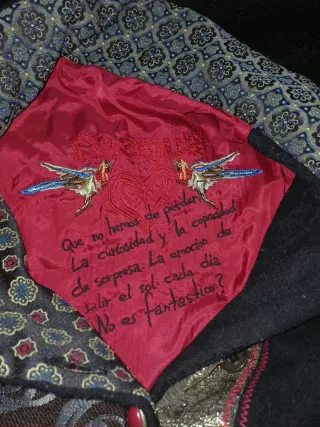 Que no hemos de perder
La curiosidad y la capacidad
de sorpresa. La emoción de
salir el sol cada día
No es fantástico?